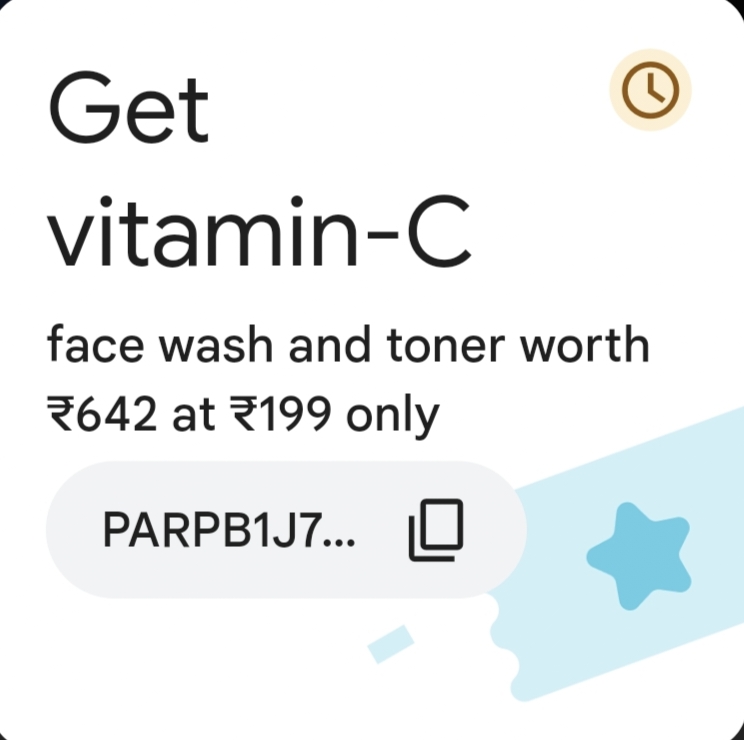 Get
vitamin-C
face wash and toner worth
₹642 at ₹199 only
PARPB1J7...